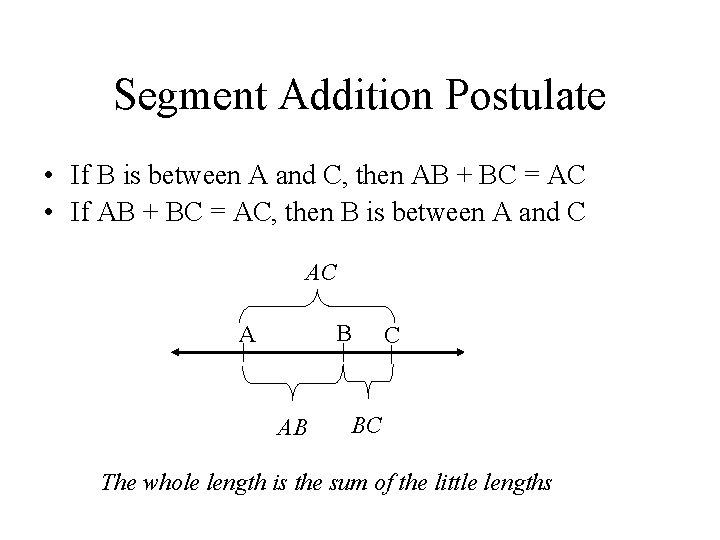 Segment Addition Postulate
• If B is between A and C, then AB + BC = AC
• If AB + BC = AC, then B is between A and C
AC
A B C
AB BC
The whole length is the sum of the little lengths